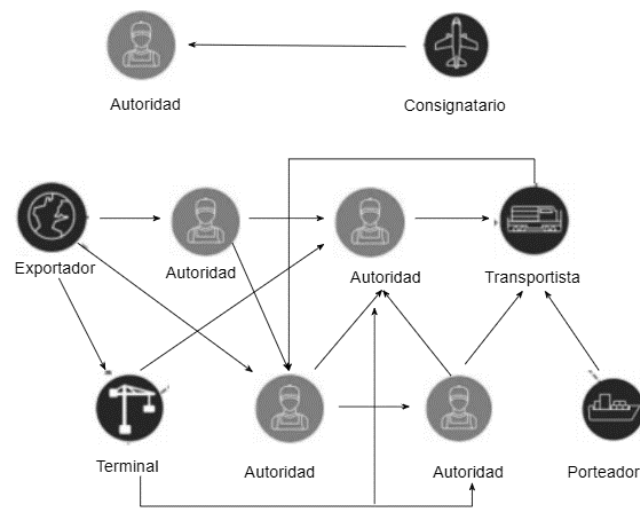 Autoridad
Consignatario
Exportador
Autoridad
Autoridad
Transportista
Terminal
Autoridad
Autoridad
Porteador